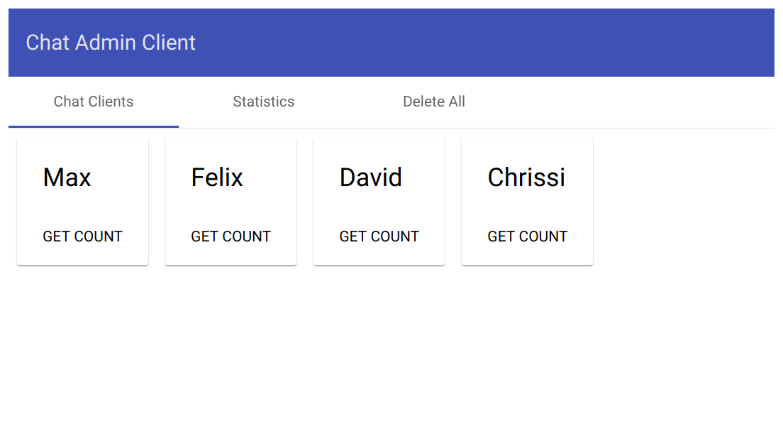 Chat Admin Client
Chat Clients Statistics Delete All
Max Felix David Chrissi
GET COUNT GET COUNT GET COUNT GET COUNT